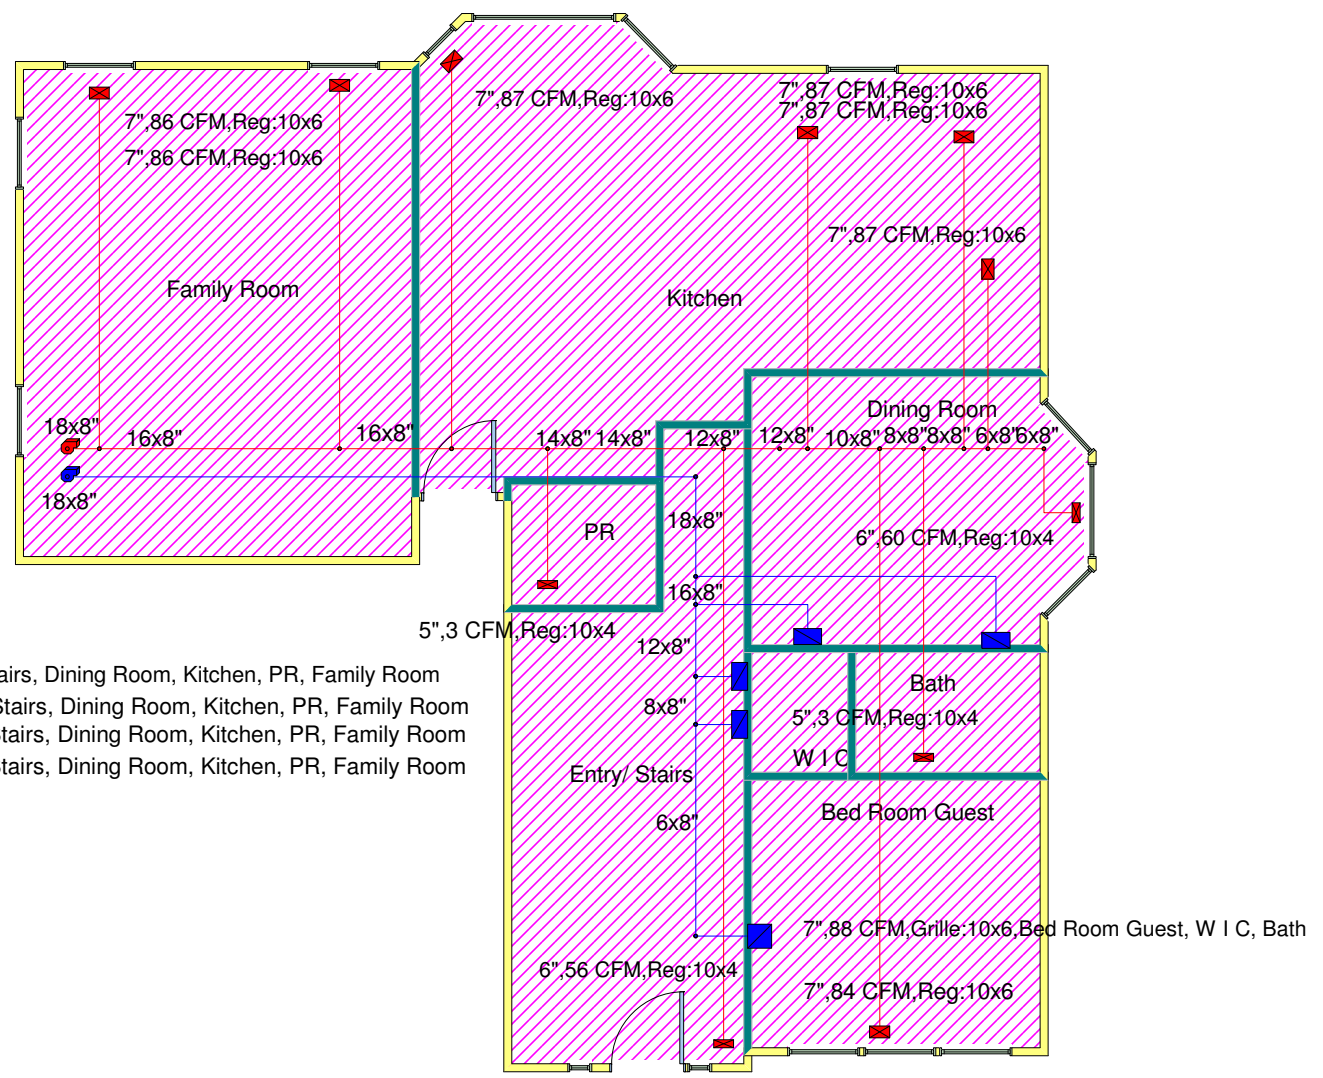 7",87 CFM,Reg:10x6
7",87 CFM,Reg:10x6
7",87 CFM,Reg:10x6
7",86 CFM,Reg:10x6
7",86 CFM,Reg:10x6
7",87 CFM,Reg:10x6
Family Room
Kitchen
Dining Room
18x8"
16x8"
16x8"
14x8"
14x8"
12x8"
12x8"
10x8"
8x8"
8x8"
6x8"
6x8"
18x8"
18x8"
PR
6",60 CFM,Reg:10x4
16x8"
5",3 CFM,Reg:10x4
12x8"
Dining Room, Kitchen, PR, Family Room
Stairs, Dining Room, Kitchen, PR, Family Room
Stairs, Dining Room, Kitchen, PR, Family Room
Stairs, Dining Room, Kitchen, PR, Family Room
Bath
8x8"
5",3 CFM,Reg:10x4
W I C
Entry/ Stairs
Bed Room Guest
6x8"
7",88 CFM,Grille:10x6,Bed Room Guest, W I C, Bath
6",56 CFM,Reg:10x4
7",84 CFM,Reg:10x6